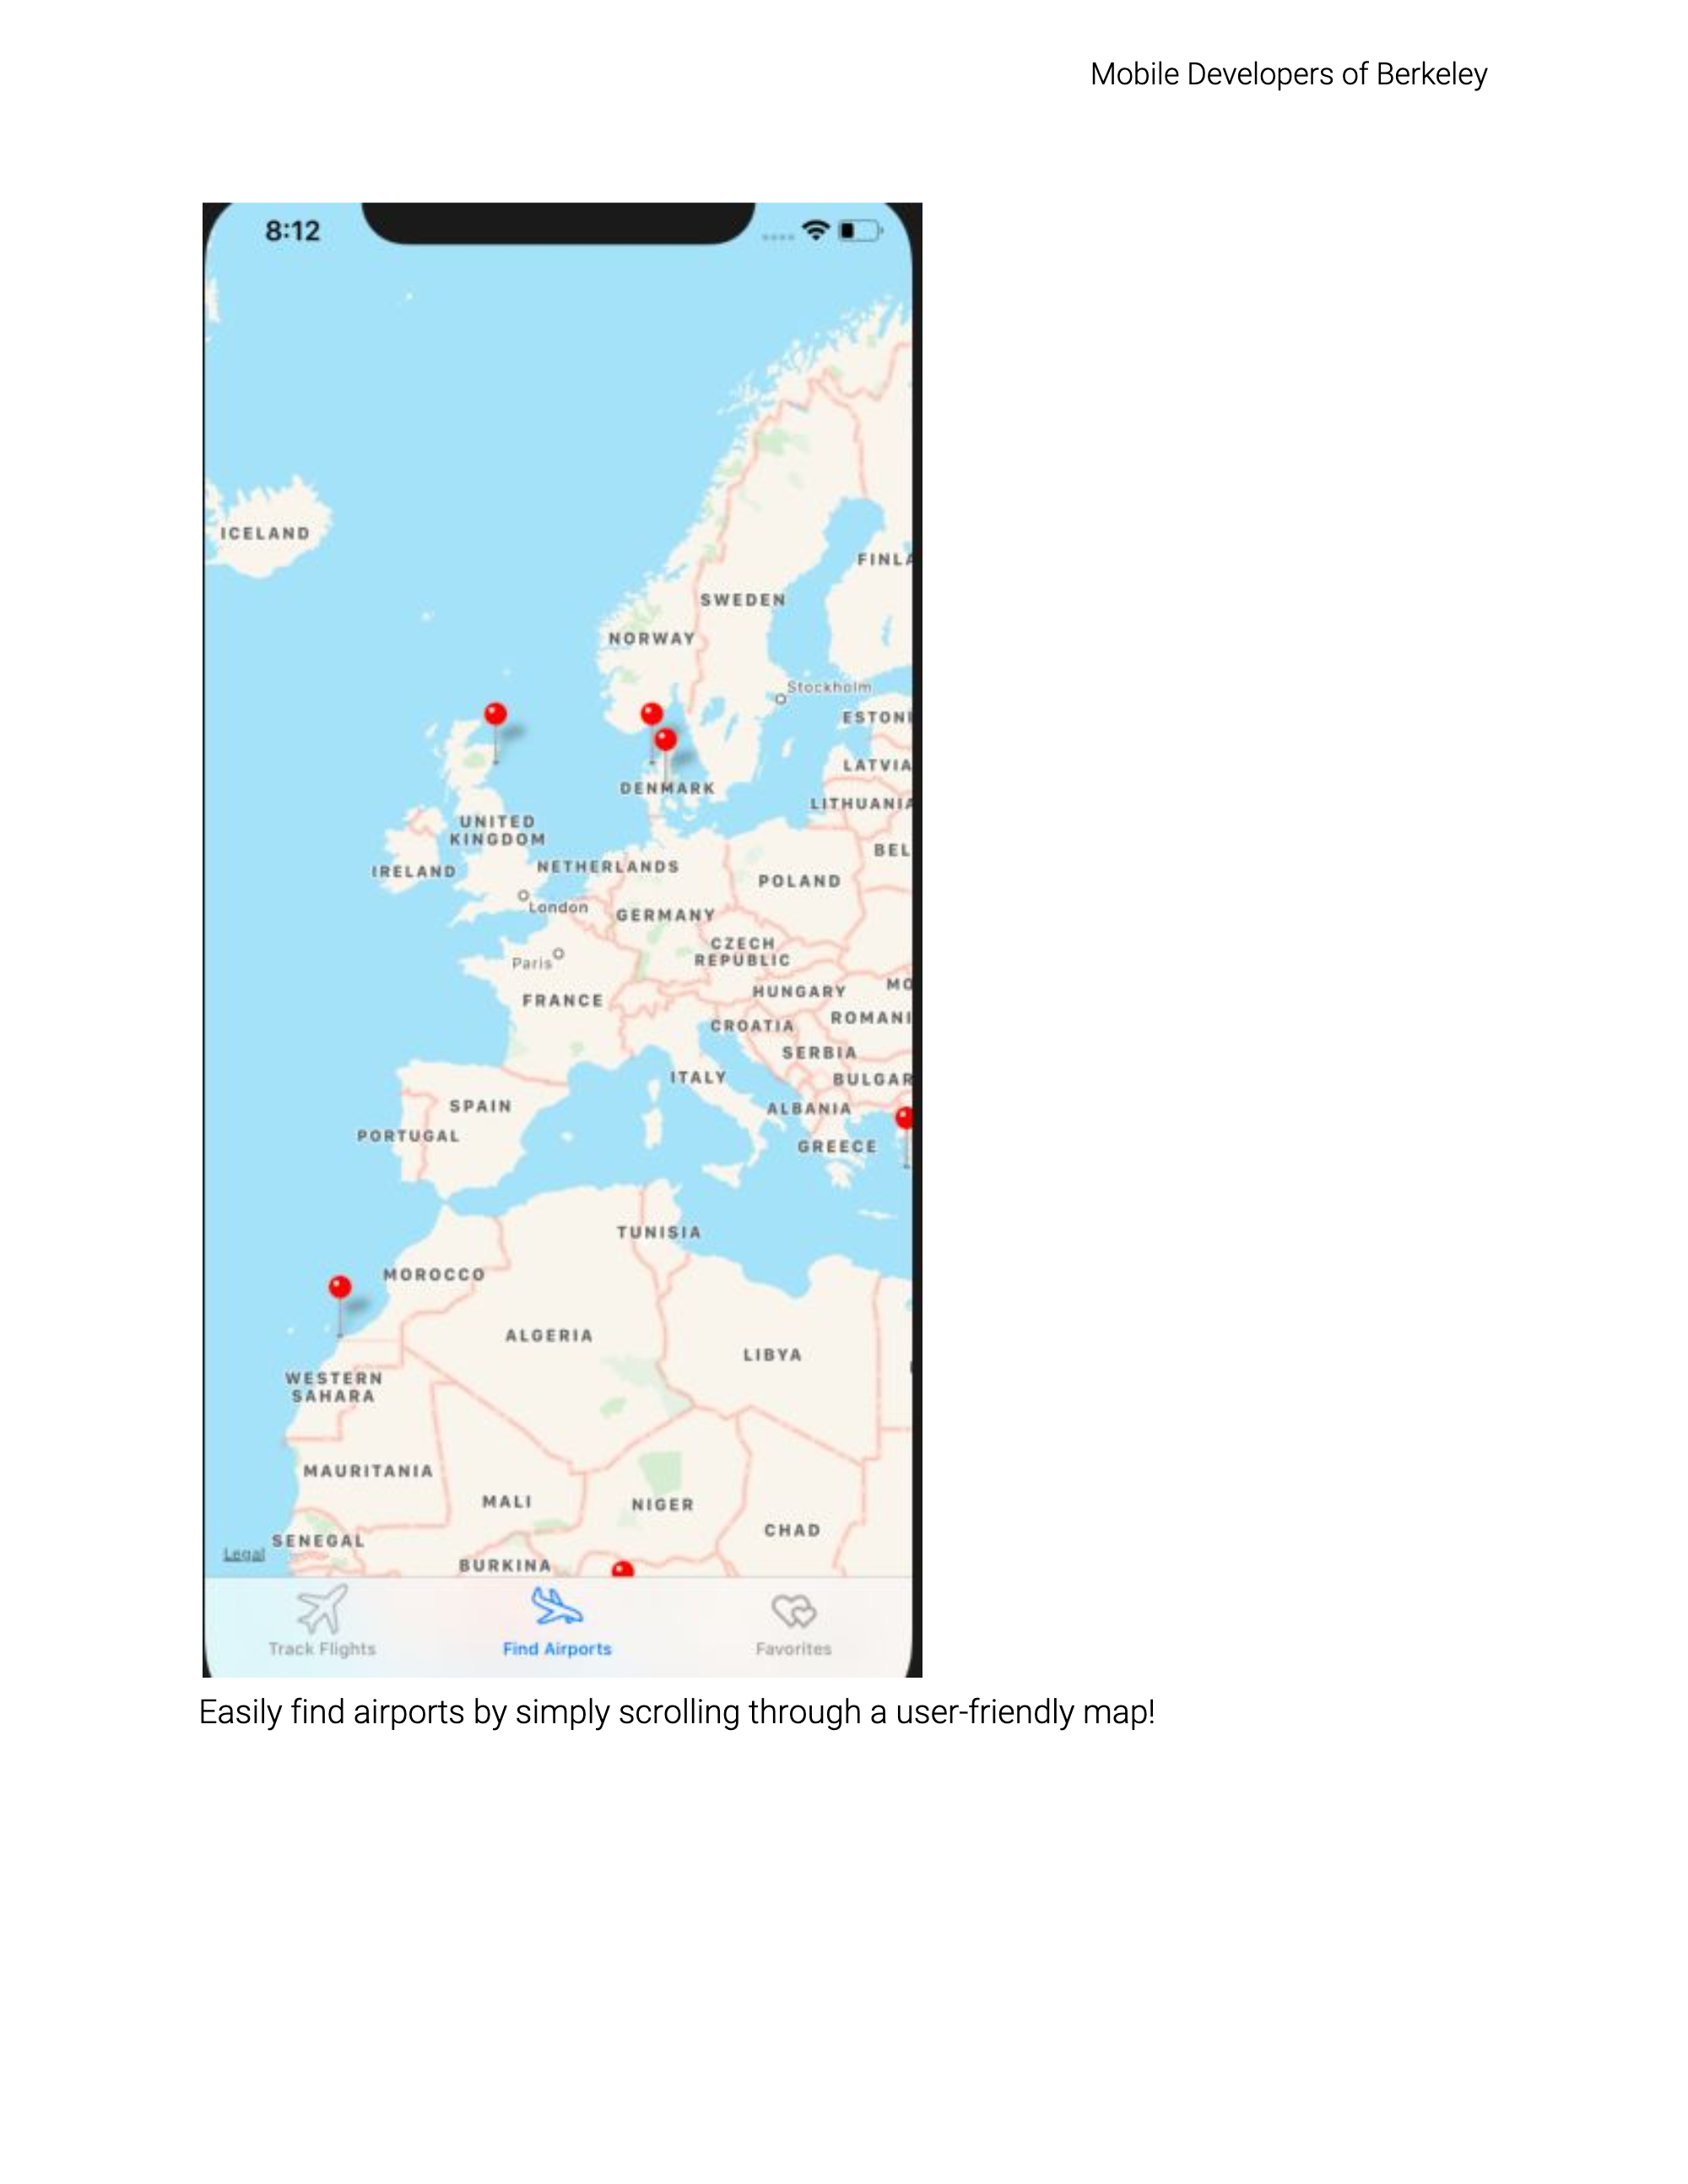 Mobile Developers of Berkeley
8:12
ICELAND
FINLA
SWEDEN
NORWAY
Stockholm
ESTONI
LATVIA
DENMARK
LITHUANIA
UNITED
KINGDOM
BEL
NETHERLANDS
IRELAND
POLAND
London
GERMANY
CZECH
REPUBLIC
Paris
MO
HUNGARY
FRANCE
ROMANI
CROATIA
SERBIA
ITALY
BULGAR
SPAIN
ALBANIA
PORTUGAL
GREECE
TUNISIA
MOROCCO
ALGERIA
LIBYA
WESTERN
SAHARA
MAURITANIA
MALI
NIGER
CHAD
SENEGAL
Legal
BURKINA
Track Flights
Find Airports
Favorites
Easily find airports by simply scrolling through a user-friendly map!